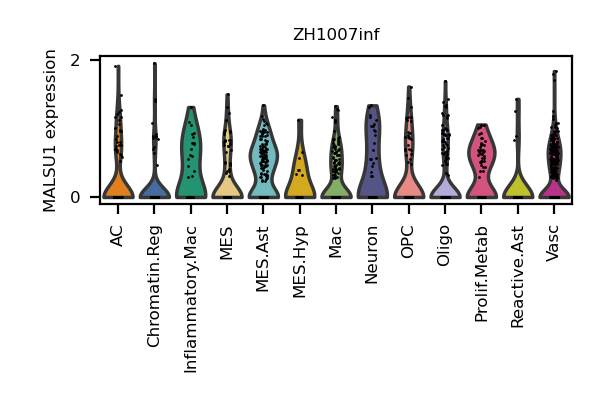 ZH1007inf
MALSU1 expression
2
0
AC
Chromatin.Reg
Inflammatory.Mac
MES
MES.Ast
MES.Hyp
Mac
Neuron
OPC
Oligo
Prolif.Metab
Reactive.Ast
Vasc